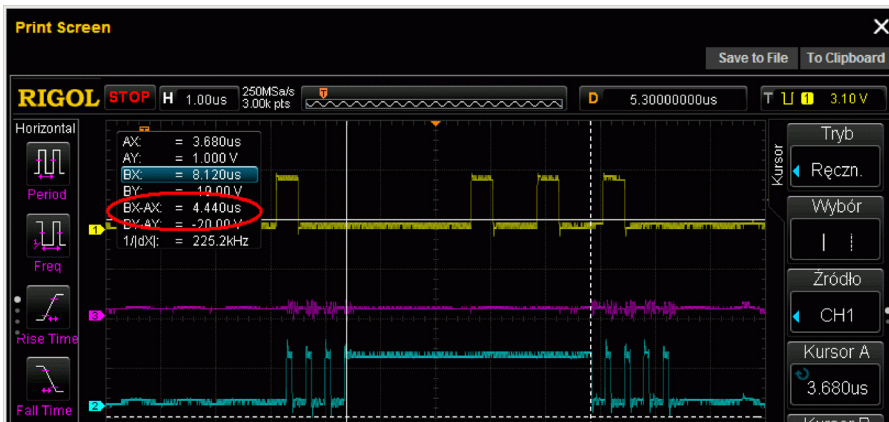 Print Screen X
Save to File To Clipboard
RIGOL STOP H 1.00us 250MSa/s 3.00k pts D 5.30000000us T 1 3.10 V
Horizontal
Period
Freq
Rise Time
Fall Time
AX: = 3.680us
AY: = 1.000 V
BX: = 8.120us
BY: = -19.00 V
BX-AX: = 4.440us
BY-AY: = -20.00 V
1/|dX|: = 225.2kHz
1
3
2
Kursor
Tryb
Ręczn.
Wybór
Źródło
CH1
Kursor A
3.680us